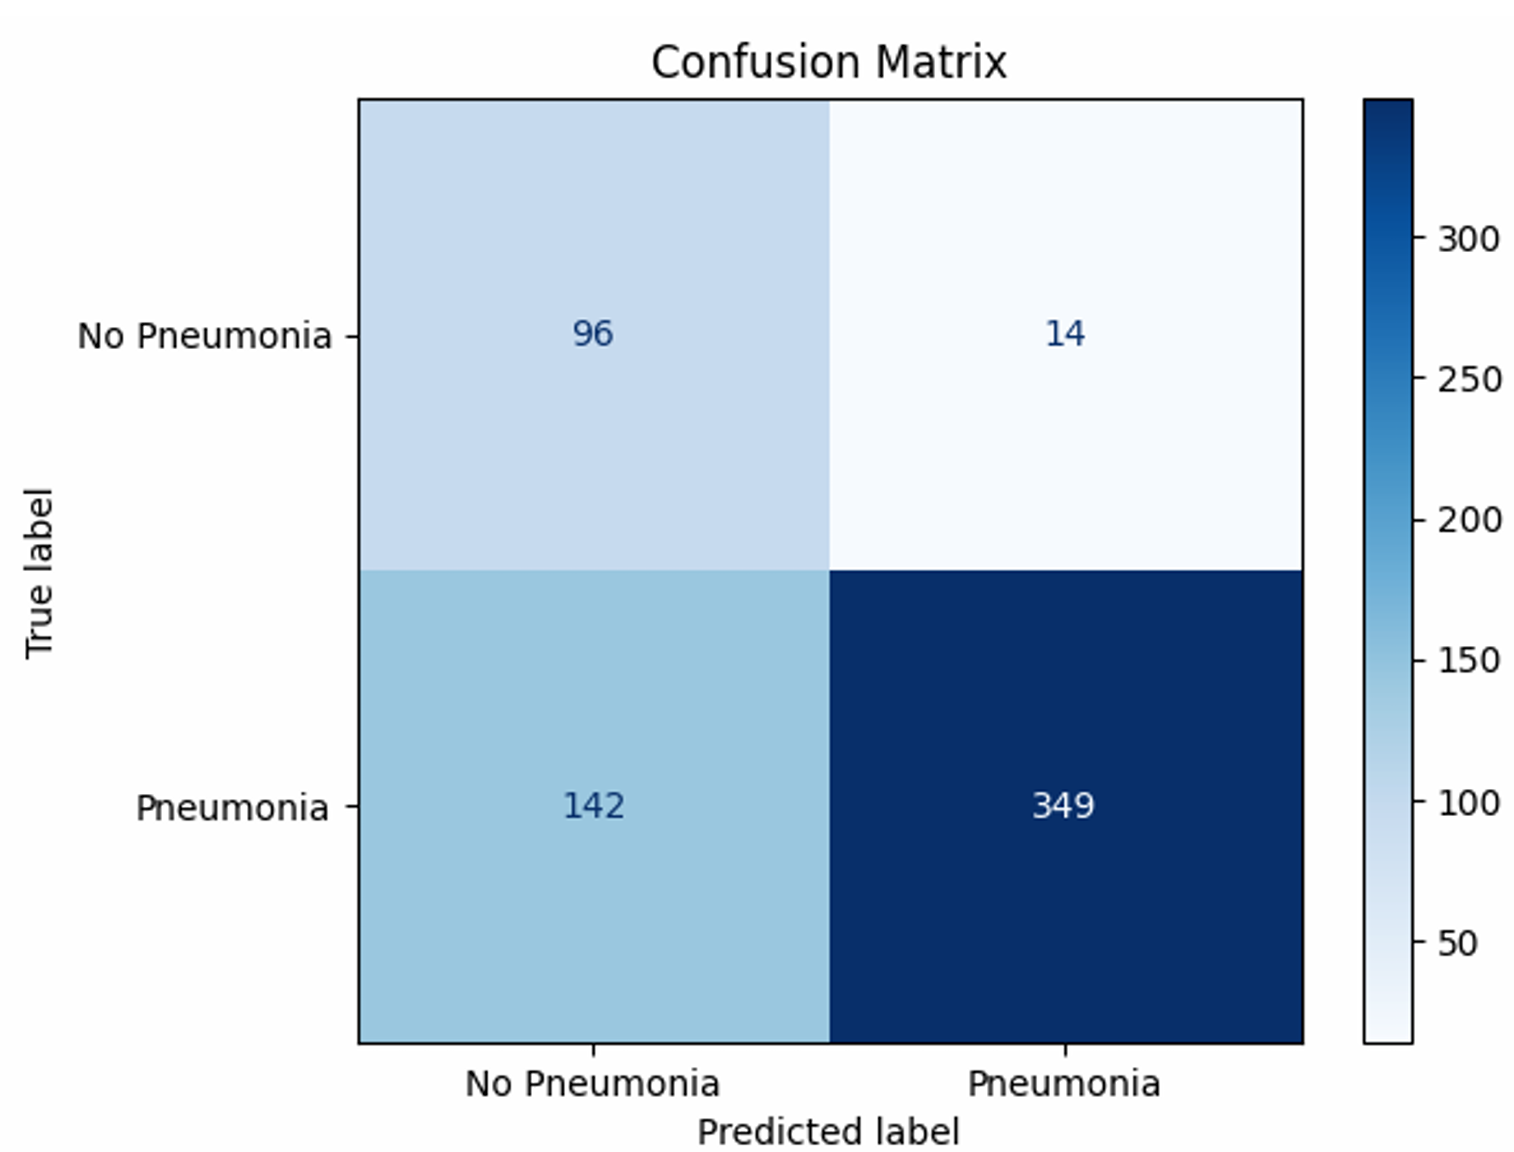 Confusion Matrix
True label
No Pneumonia
Pneumonia
96
14
142
349
No Pneumonia
Pneumonia
Predicted label
300
250
200
150
100
50